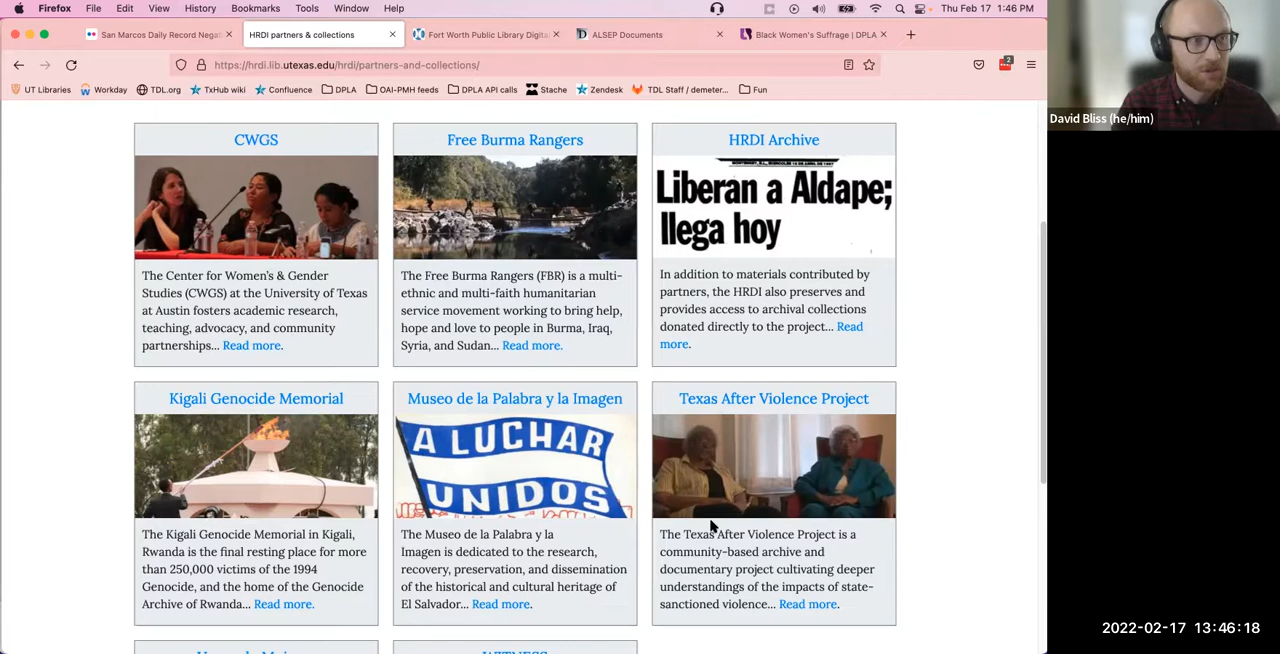 Firefox File Edit View History Bookmarks Tools Window Help Thu Feb 17 1:46 PM
San Marcos Daily Record Negat HRDI partners & collections Fort Worth Public Library Digita ALSEP Documents Black Women's Suffrage | DPLA
https://hrdi.lib.utexas.edu/hrdi/partners-and-collections/
2
UT Libraries Workday TDL.org TxHub wiki Confluence DPLA OAI-PMH feeds DPLA API calls Stache Zendesk TDL Staff / demeter... Fun
David Bliss (he/him)
CWGS
The Center for Women's & Gender
Studies (CWGS) at the University of Texas
at Austin fosters academic research,
teaching, advocacy, and community
partnerships... Read more.
Free Burma Rangers
The Free Burma Rangers (FBR) is a multi-
ethnic and multi-faith humanitarian
service movement working to bring help,
hope and love to people in Burma, Iraq,
Syria, and Sudan... Read more.
HRDI Archive
Liberan a Aldape;
llega hoy
In addition to materials contributed by
partners, the HRDI also preserves and
provides access to archival collections
donated directly to the project... Read
more.
Kigali Genocide Memorial
The Kigali Genocide Memorial in Kigali,
Rwanda is the final resting place for more
than 250,000 victims of the 1994
Genocide, and the home of the Genocide
Archive of Rwanda... Read more.
Museo de la Palabra y la Imagen
A LUCHAR
UNIDOS
The Museo de la Palabra y la
Imagen is dedicated to the research,
recovery, preservation, and dissemination
of the historical and cultural heritage of
El Salvador... Read more.
Texas After Violence Project
The Texas After Violence Project is a
community-based archive and
documentary project cultivating deeper
understandings of the impacts of state-
sanctioned violence... Read more.
WITNESS
2022-02-17 13:46:18